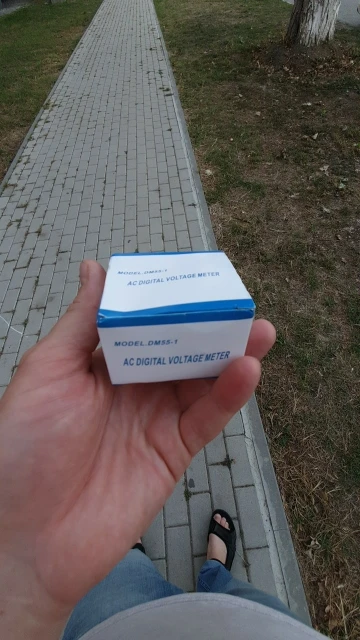 MODEL.DM55-1
AC DIGITAL VOLTAGE METER
MODEL.DM55-1
AC DIGITAL VOLTAGE METER